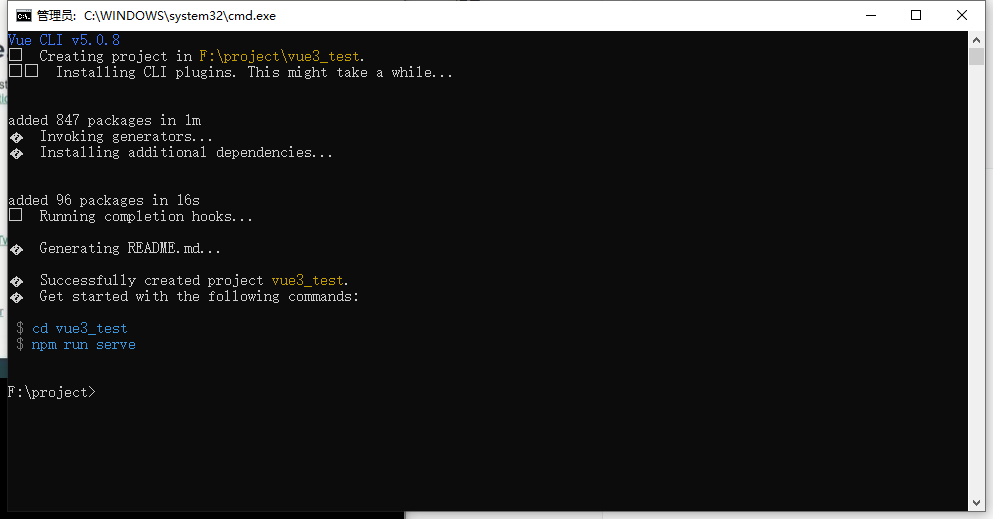 管理员: C:\WINDOWS\system32\cmd.exe
Vue CLI v5.0.8
□ Creating project in F:\project\vue3_test.
□□ Installing CLI plugins. This might take a while...
added 847 packages in 1m
� Invoking generators...
� Installing additional dependencies...
added 96 packages in 16s
□ Running completion hooks...
� Generating README.md...
� Successfully created project vue3_test.
� Get started with the following commands:
$ cd vue3_test
$ npm run serve
F:\project>